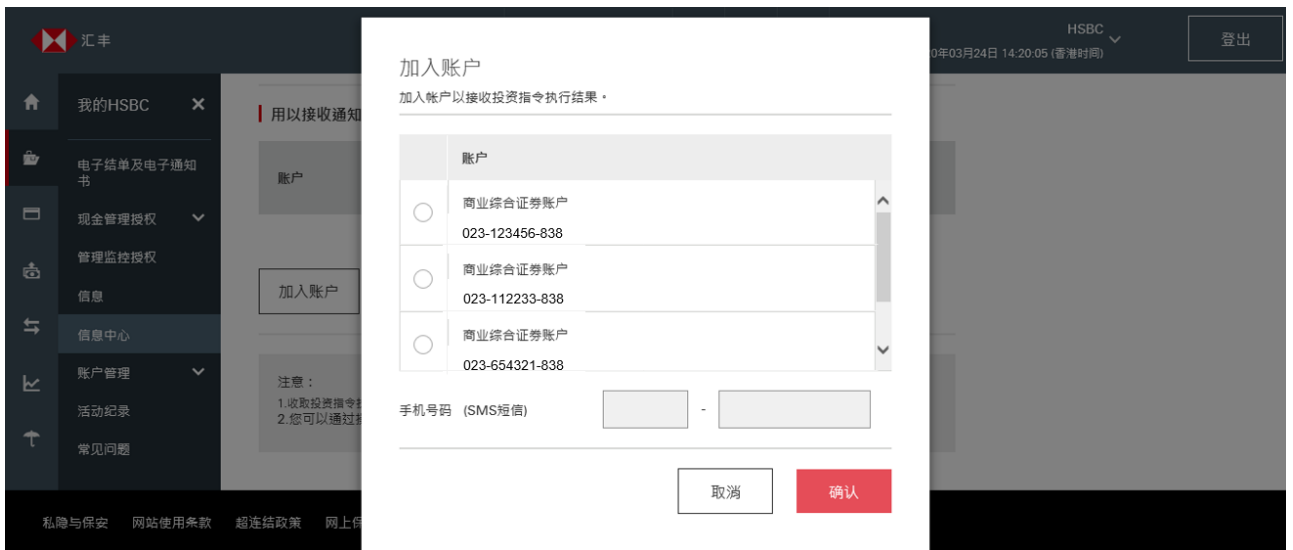 汇丰
HSBC
0年03月24日 14:20:05 (香港时间)
登出
我的HSBC
电子结单及电子通知
书
现金管理授权
管理监控授权
信息
信息中心
账户管理
活动纪录
常见问题
用以接收通知
账户
加入账户
注意：
1.收取投资指令
2.您可以通过
加入账户
加入帐户以接收投资指令执行结果。
账户
商业综合证券账户
023-123456-838
商业综合证券账户
023-112233-838
商业综合证券账户
023-654321-838
手机号码 (SMS短信)
-
取消
确认
私隐与保安 网站使用条款 超连结政策 网上保